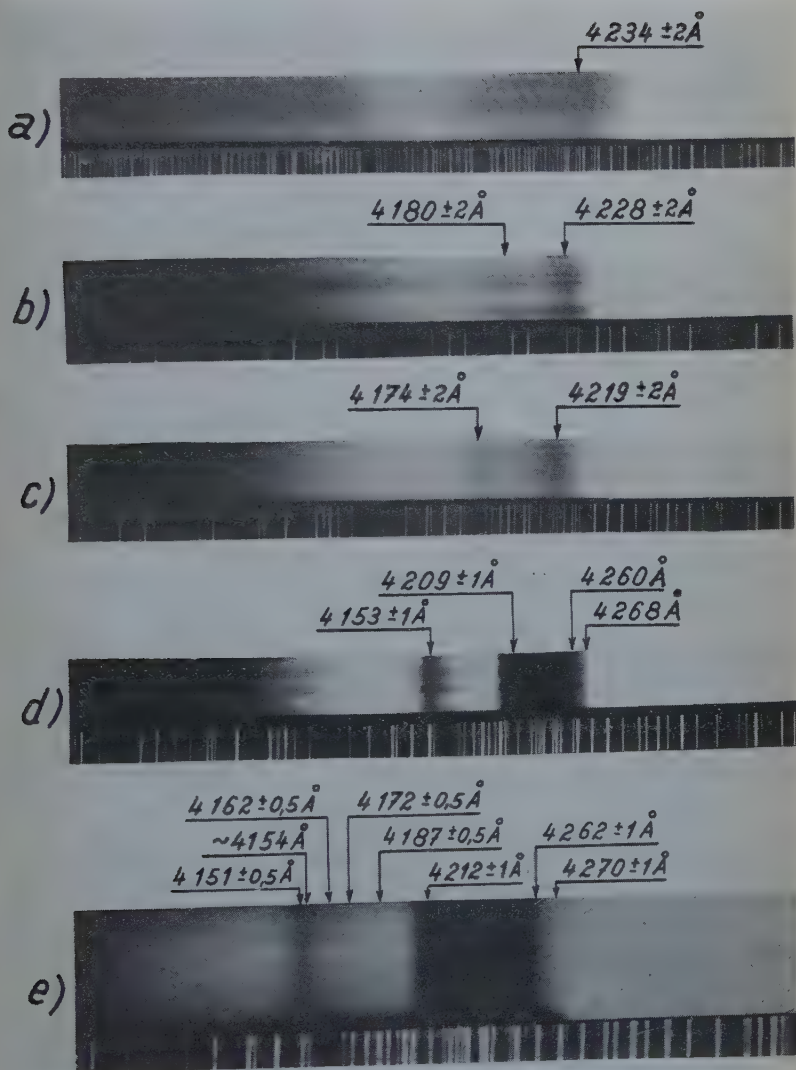 4234 ±2Å
a)
4180 ±2Å 4228 ±2Å
b)
4174 ±2Å 4219 ±2Å
c)
4209 ±1Å 4260Å
4153 ±1Å 4268Å
d)
4162 ±0,5Å 4172 ±0,5Å
~4154Å 4187 ±0,5Å 4262 ±1Å
4151 ±0,5Å 4212 ±1Å 4270 ±1Å
e)